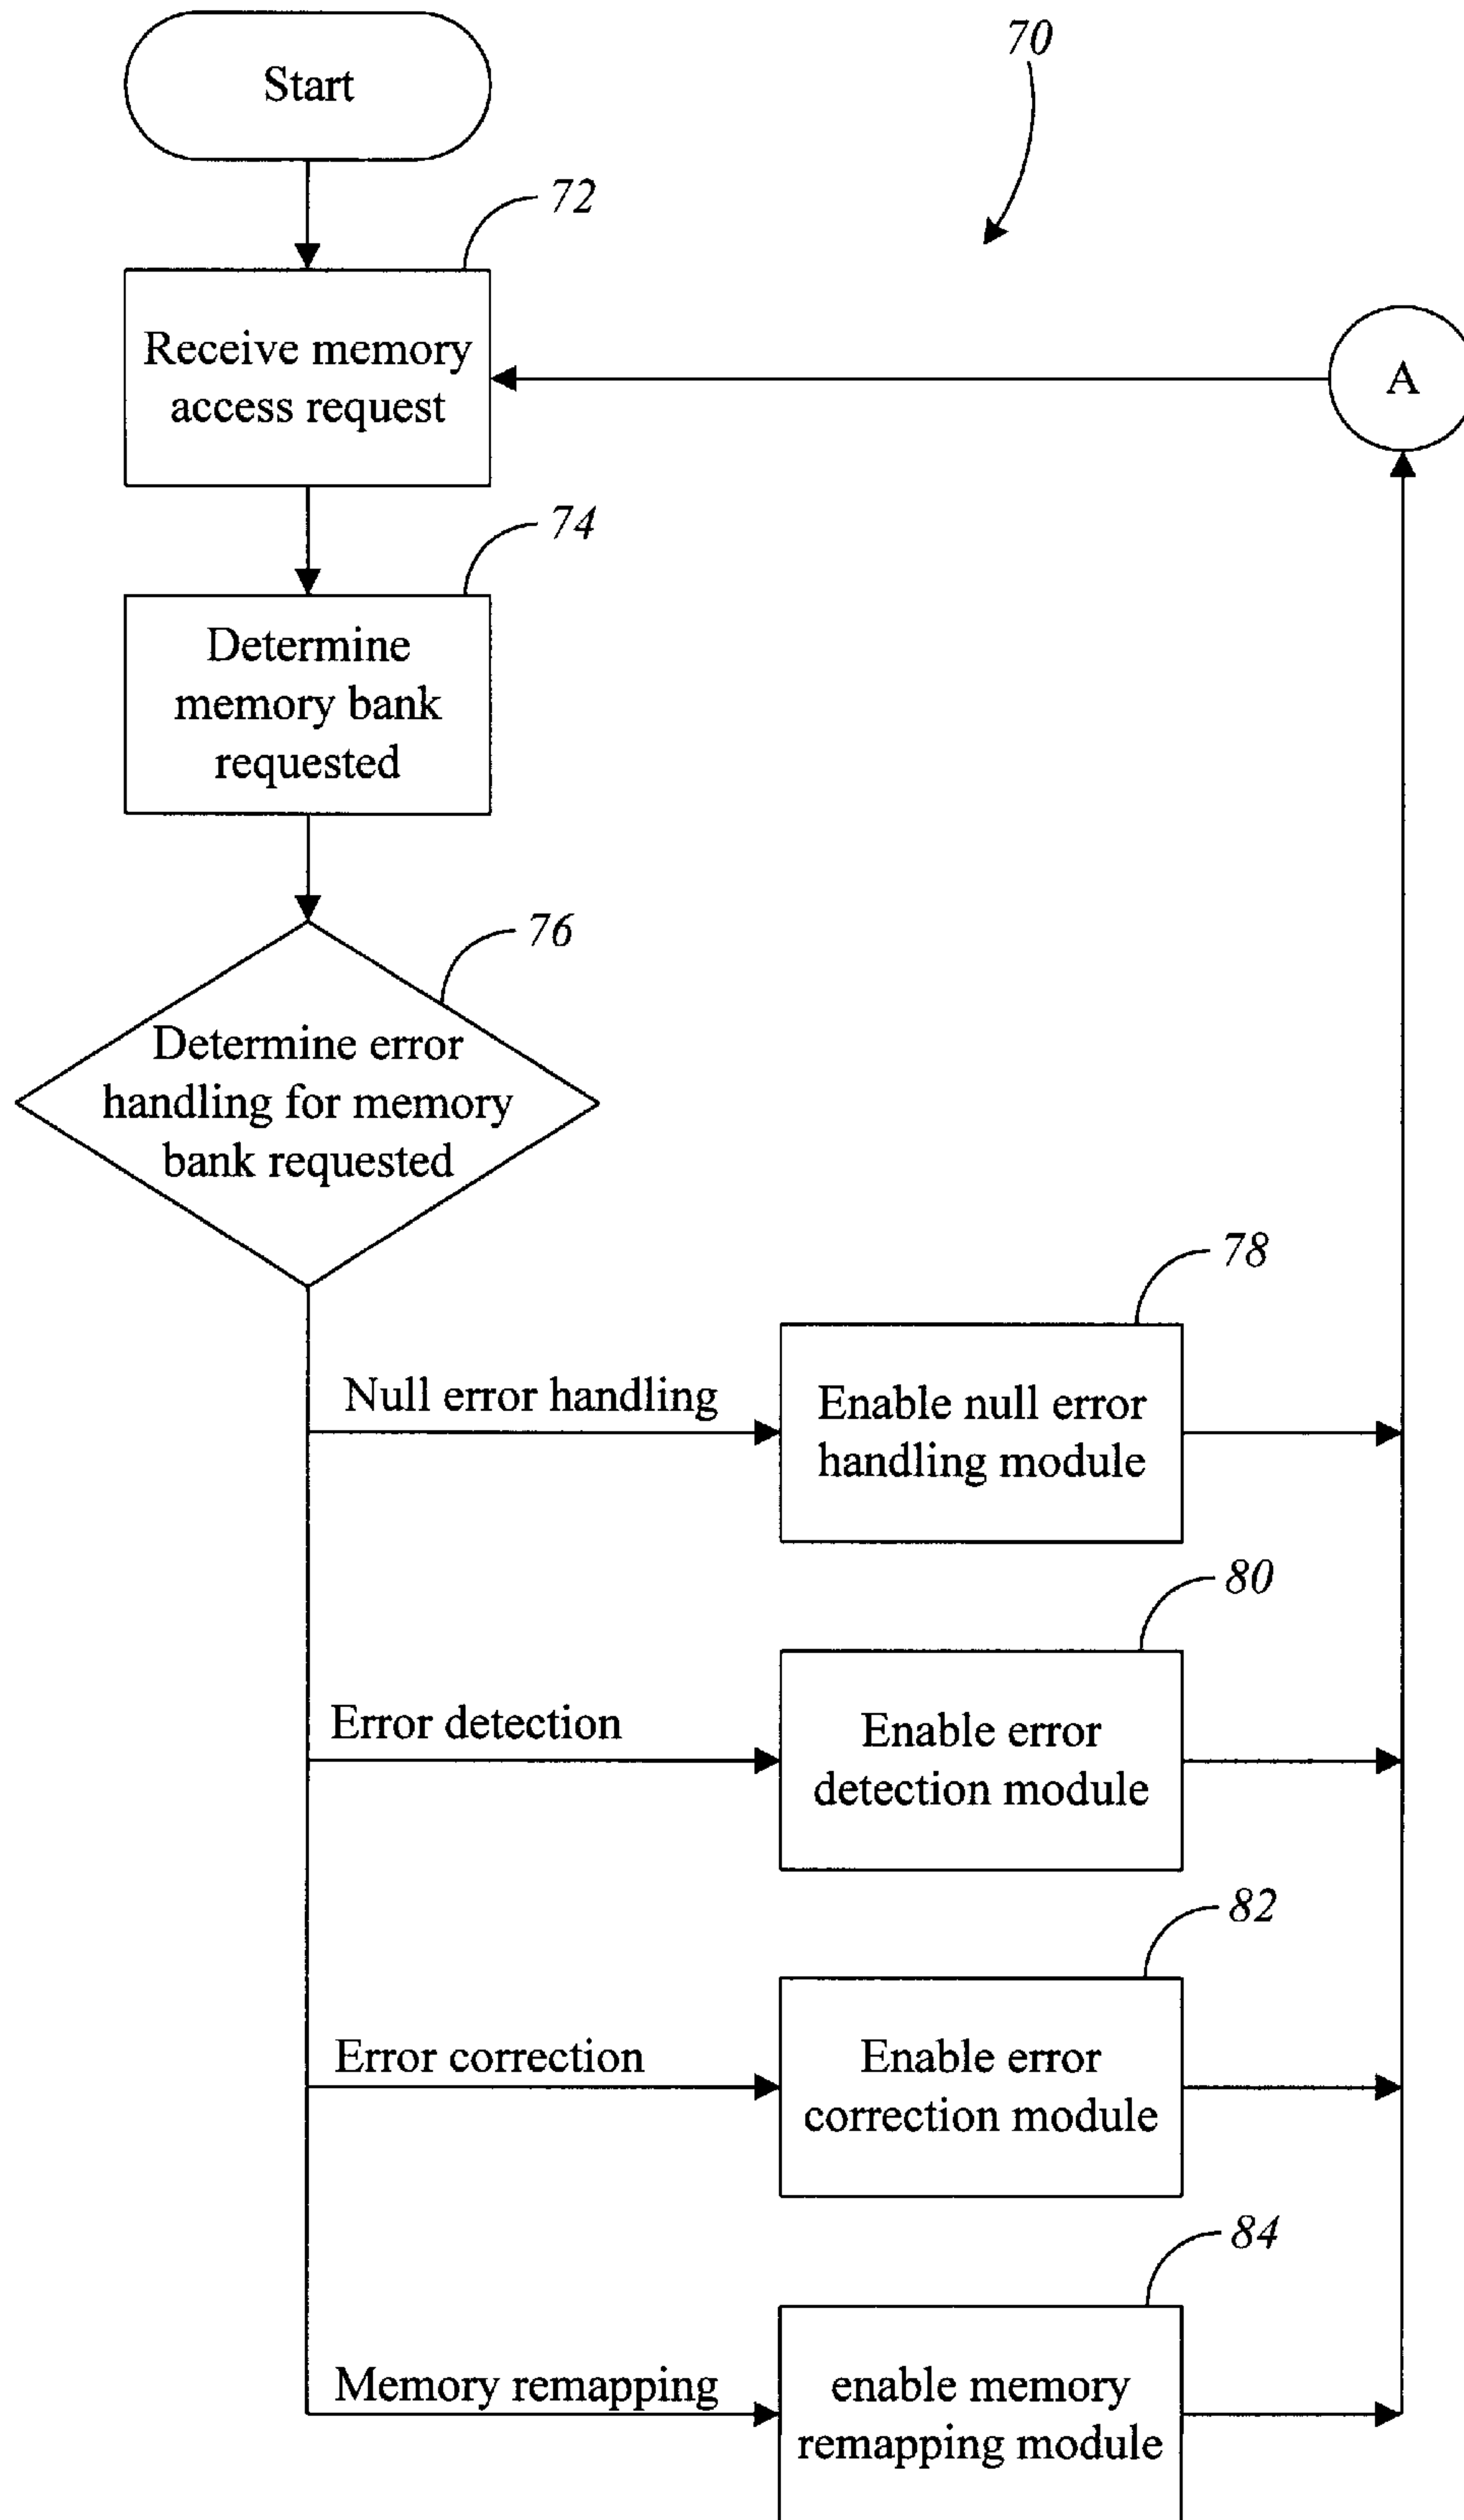 Start
70
72
Receive memory
access request
A
74
Determine
memory bank
requested
76
Determine error
handling for memory
bank requested
78
Null error handling
Enable null error
handling module
80
Error detection
Enable error
detection module
82
Error correction
Enable error
correction module
84
Memory remapping
enable memory
remapping module